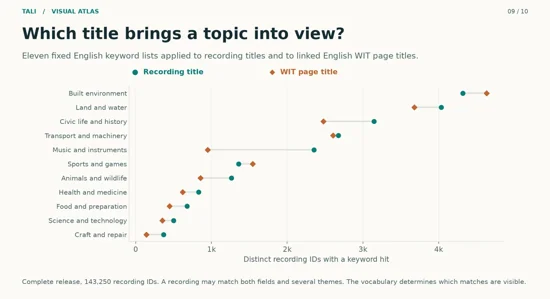 TALI / VISUAL ATLAS
09 / 10
Which title brings a topic into view?
Eleven fixed English keyword lists applied to recording titles and to linked English WIT page titles.
Recording title
WIT page title
Built environment
Land and water
Civic life and history
Transport and machinery
Music and instruments
Sports and games
Animals and wildlife
Health and medicine
Food and preparation
Science and technology
Craft and repair
0 1k 2k 3k 4k
Distinct recording IDs with a keyword hit
Complete release, 143,250 recording IDs. A recording may match both fields and several themes. The vocabulary determines which matches are visible.